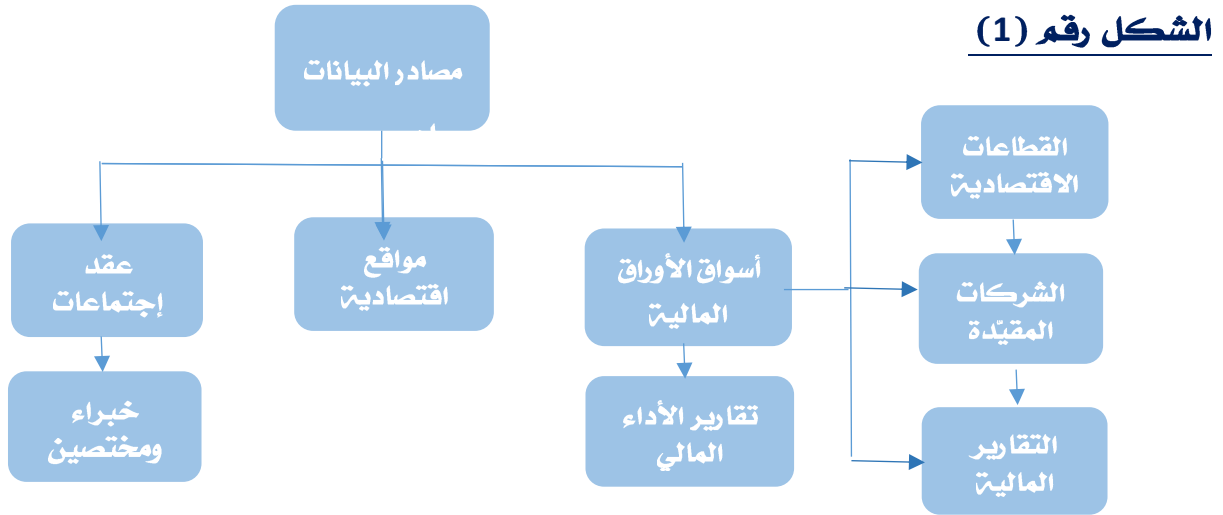 الشكل رقم (1)
مصادر البيانات
القطاعات
الاقتصادية
عقد
إجتماعات
مواقع
اقتصادية
أسواق الأوراق
المالية
الشركات
المقيّدة
خبراء
ومختصين
تقارير الأداء
المالي
التقارير
المالية